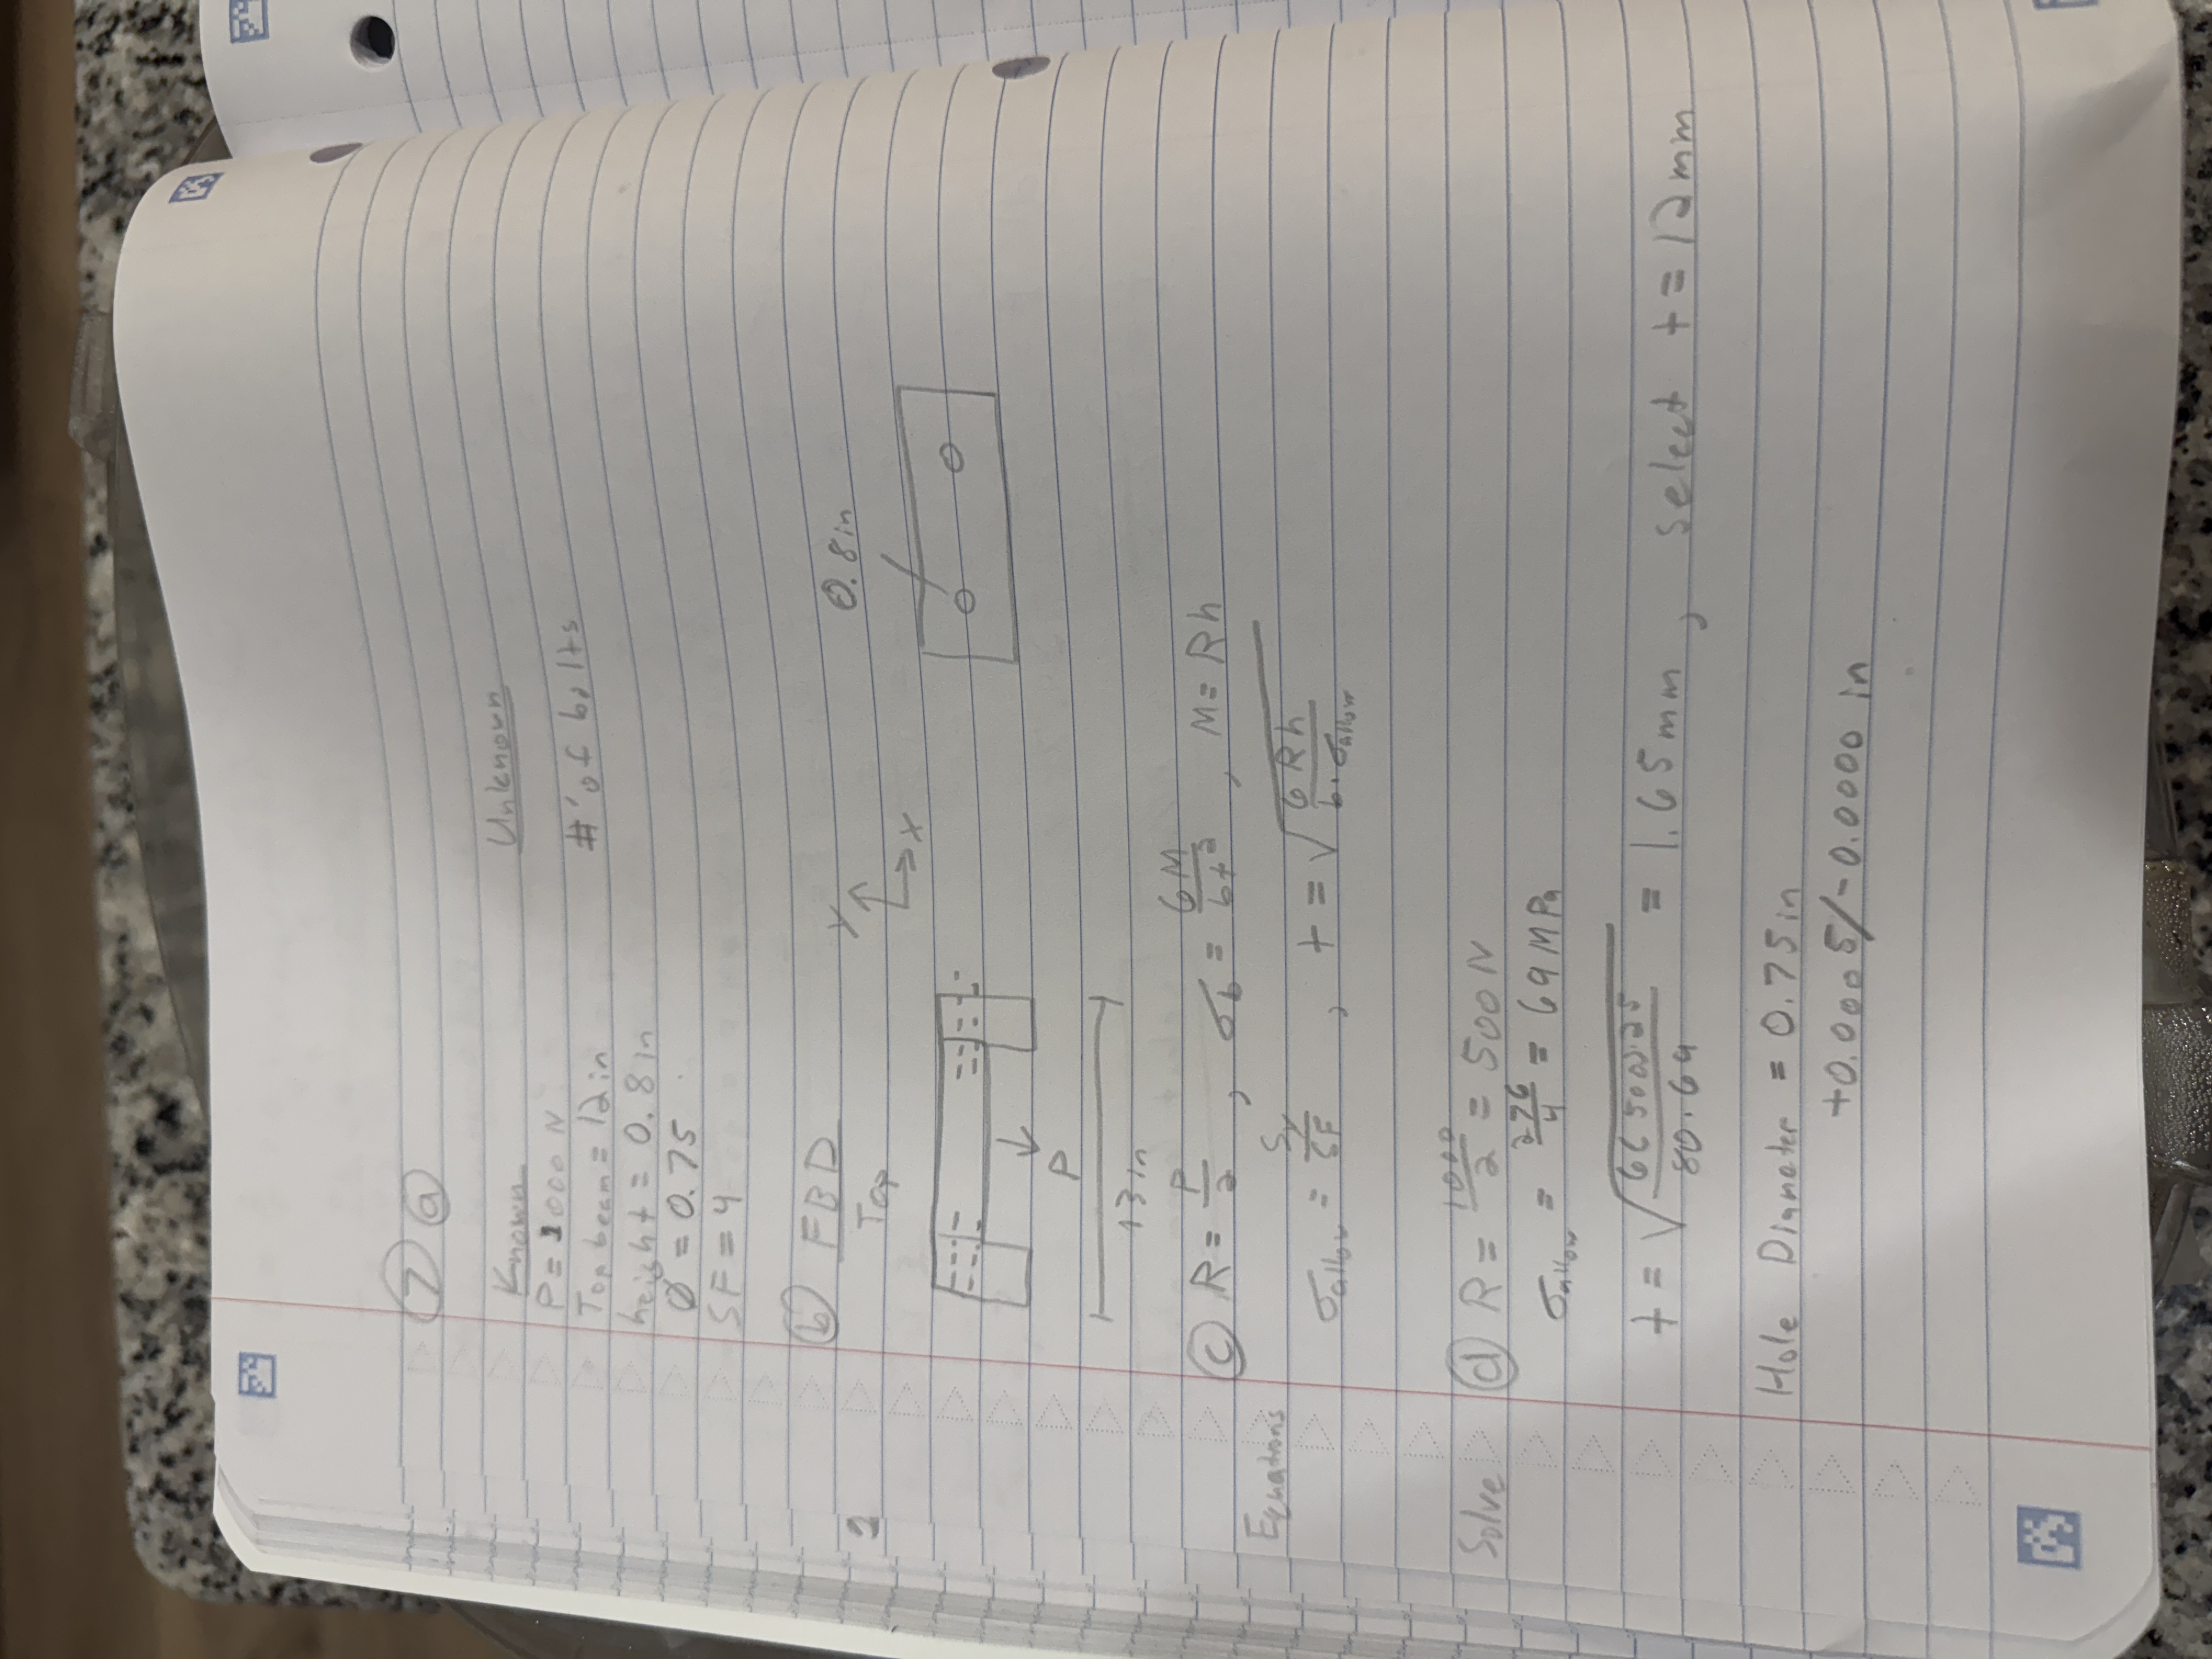 7 a
Known Unknown
P = 1000 N
Top beam = 12 in #'of bolts
height = 0.8 in
Ø = 0.75
SF = 4
b FBD
Top
Y
X
0.8 in
P
13 in
c R = P/2 , σb = 6M/bt² , M = Rh
Equations
σallow = Sy/SF , t = √(6Rh/b·σallow)
Solve d R = 1000/2 = 500 N
σallow = 276/4 = 69 MPa
t = √(6(500)·25/80·69) = 1.65 mm , select t = 12 mm
Hole Diameter = 0.75 in
+0.0005/-0.0000 in